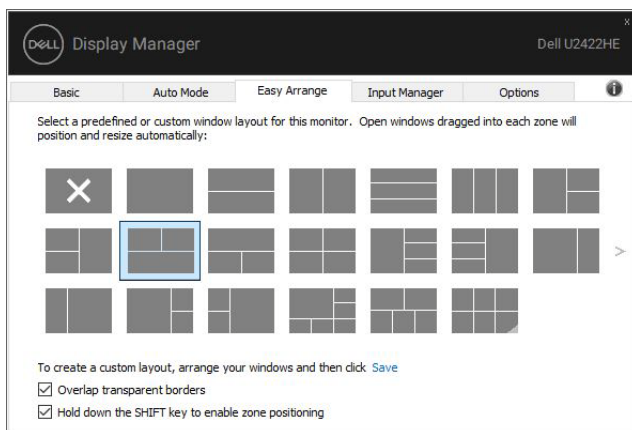 x
DELL Display Manager Dell U2422HE
Basic Auto Mode Easy Arrange Input Manager Options
Select a predefined or custom window layout for this monitor. Open windows dragged into each zone will
position and resize automatically:
To create a custom layout, arrange your windows and then click Save
Overlap transparent borders
Hold down the SHIFT key to enable zone positioning